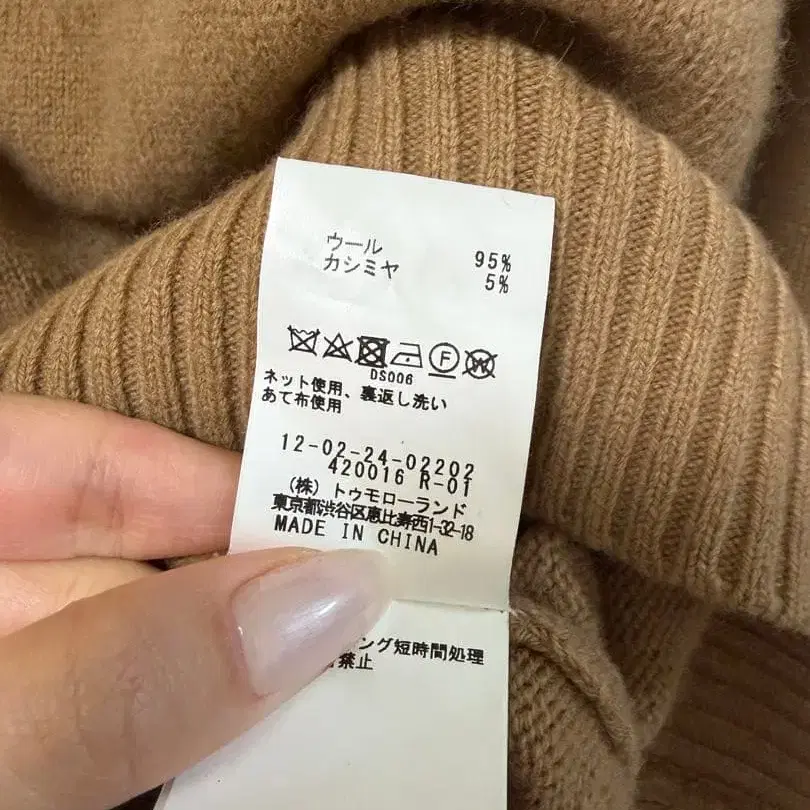 ウール 95%
カシミヤ 5%
F W
DS006
ネット使用、裏返し洗い
あて布使用
12-02-24-02202
420016 R-01
(株) トゥモローランド
東京都渋谷区恵比寿西1-32-18
MADE IN CHINA
ング短時間処理
禁止